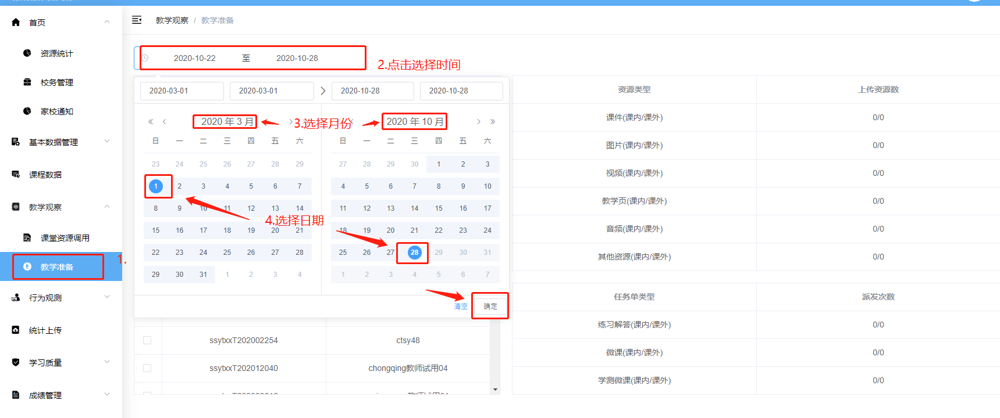 首页
资源统计
校务管理
家校通知
基本数据管理
课程数据
教学观察
课堂资源调用
教学准备
1.
行为观测
统计上传
学习质量
成绩管理
教学观察 / 教学准备
2020-10-22 至 2020-10-28
2.点击选择时间
2020-03-01 2020-03-01 > 2020-10-28 2020-10-28
« < 2020 年 3 月 >
3.选择月份
2020 年 10 月 > »
日 一 二 三 四 五 六
23 24 25 26 27 28 29
1 2 3 4 5 6 7
8 9 10 11 12 13 14
15 16 17 18 19 20 21
22 23 24 25 26 27 28
29 30 31 1 2 3 4
4.选择日期
日 一 二 三 四 五 六
27 28 29 30 1 2 3
4 5 6 7 8 9 10
11 12 13 14 15 16 17
18 19 20 21 22 23 24
25 26 27 28 29 30 31
1 2 3 4 5 6 7
清空 确定
ssytxxT202002254 ctsy48
ssytxxT202012040 chongqing教师试用04
资源类型 上传资源数
课件(课内/课外) 0/0
图片(课内/课外) 0/0
视频(课内/课外) 0/0
教学页(课内/课外) 0/0
音频(课内/课外) 0/0
其他资源(课内/课外) 0/0
任务单类型 派发次数
练习解答(课内/课外) 0/0
微课(课内/课外) 0/0
学测微课(课内/课外) 0/0